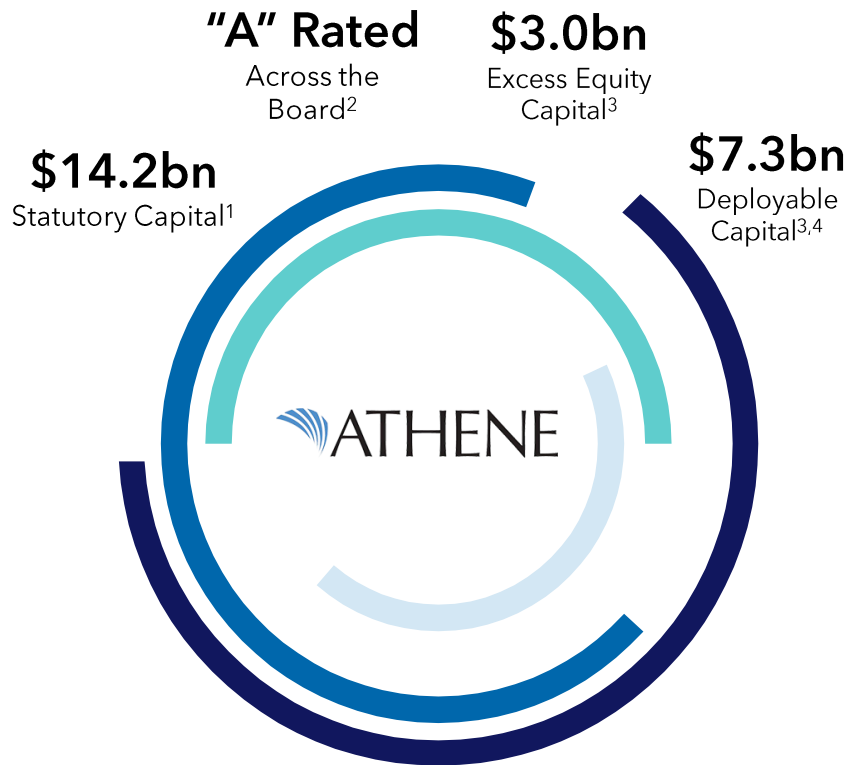 “A” Rated
Across the
Board2
$3.0bn
Excess Equity
Capital3
$14.2bn
Statutory Capital1
$7.3bn
Deployable
Capital3,4
ATHENE